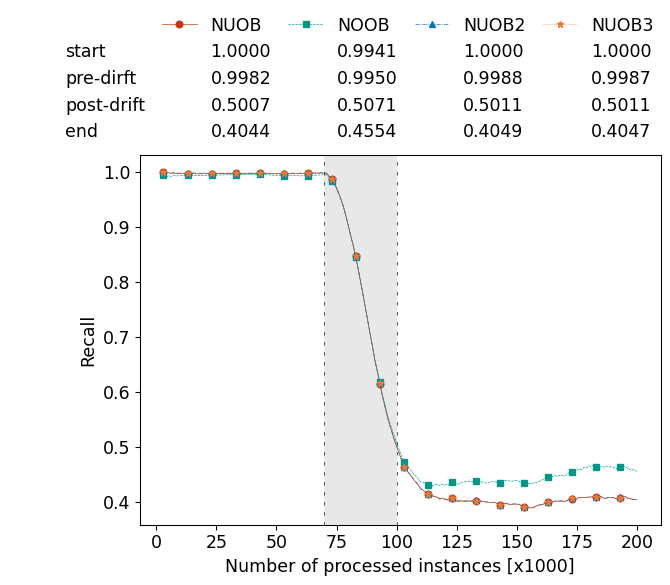 NUOB NOOB NUOB2 NUOB3
start 1.0000 0.9941 1.0000 1.0000
pre-dirft 0.9982 0.9950 0.9988 0.9987
post-drift 0.5007 0.5071 0.5011 0.5011
end 0.4044 0.4554 0.4049 0.4047
1.0
0.9
0.8
0.7
0.6
0.5
0.4
Recall
0 25 50 75 100 125 150 175 200
Number of processed instances [x1000]